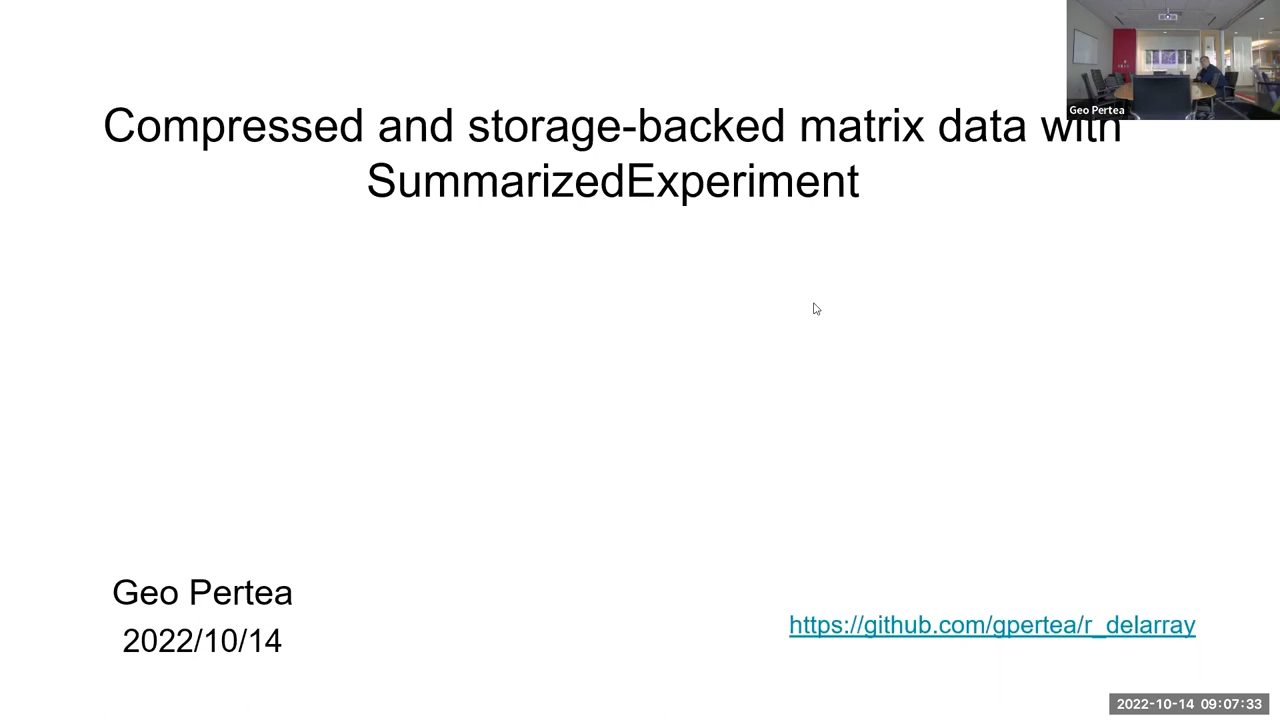 Geo Pertea
Compressed and storage-backed matrix data with
SummarizedExperiment
Geo Pertea
2022/10/14
https://github.com/gpertea/r_delarray
2022-10-14 09:07:33